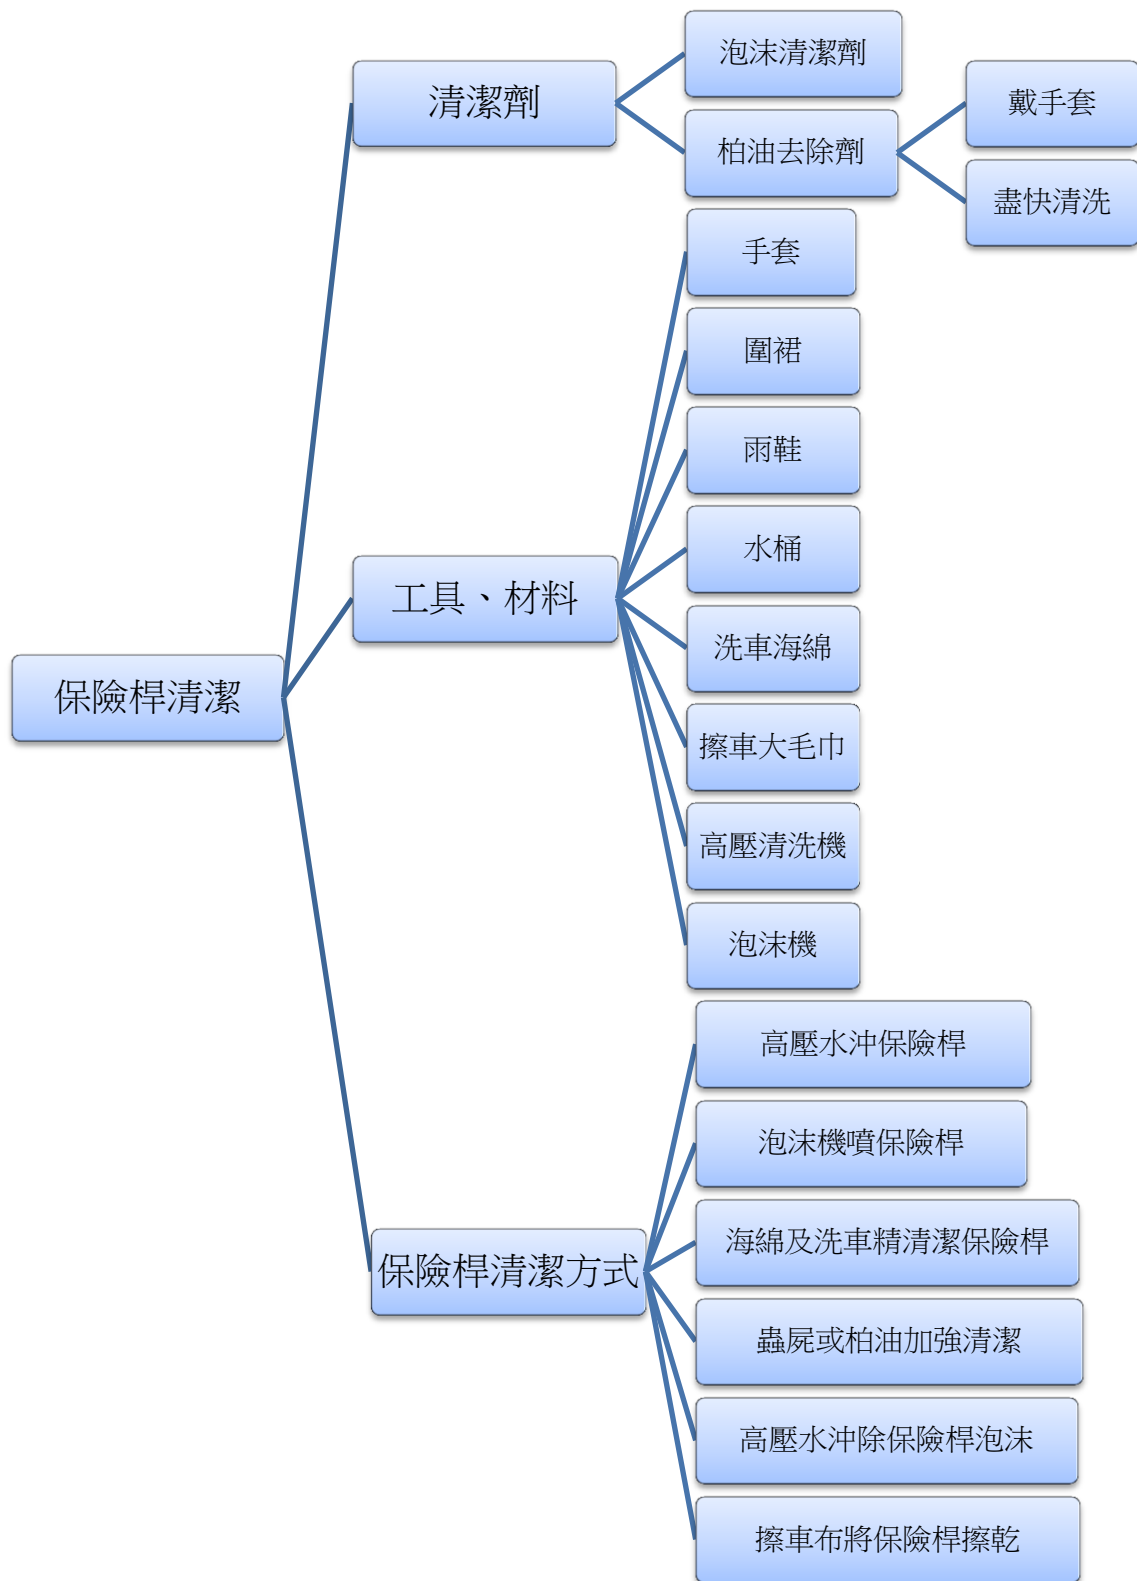 保險桿清潔
清潔劑
泡沫清潔劑
柏油去除劑
戴手套
盡快清洗
工具、材料
手套
圍裙
雨鞋
水桶
洗車海綿
擦車大毛巾
高壓清洗機
泡沫機
保險桿清潔方式
高壓水沖保險桿
泡沫機噴保險桿
海綿及洗車精清潔保險桿
蟲屍或柏油加強清潔
高壓水沖除保險桿泡沫
擦車布將保險桿擦乾